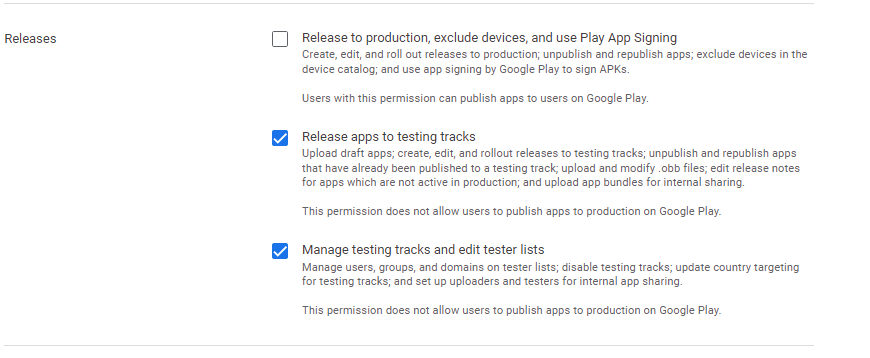 Releases
Release to production, exclude devices, and use Play App Signing
Create, edit, and roll out releases to production; unpublish and republish apps; exclude devices in the
device catalog; and use app signing by Google Play to sign APKs.
Users with this permission can publish apps to users on Google Play.
Release apps to testing tracks
Upload draft apps; create, edit, and rollout releases to testing tracks; unpublish and republish apps
that have already been published to a testing track; upload and modify .obb files; edit release notes
for apps which are not active in production; and upload app bundles for internal sharing.
This permission does not allow users to publish apps to production on Google Play.
Manage testing tracks and edit tester lists
Manage users, groups, and domains on tester lists; disable testing tracks; update country targeting
for testing tracks; and set up uploaders and testers for internal app sharing.
This permission does not allow users to publish apps to production on Google Play.